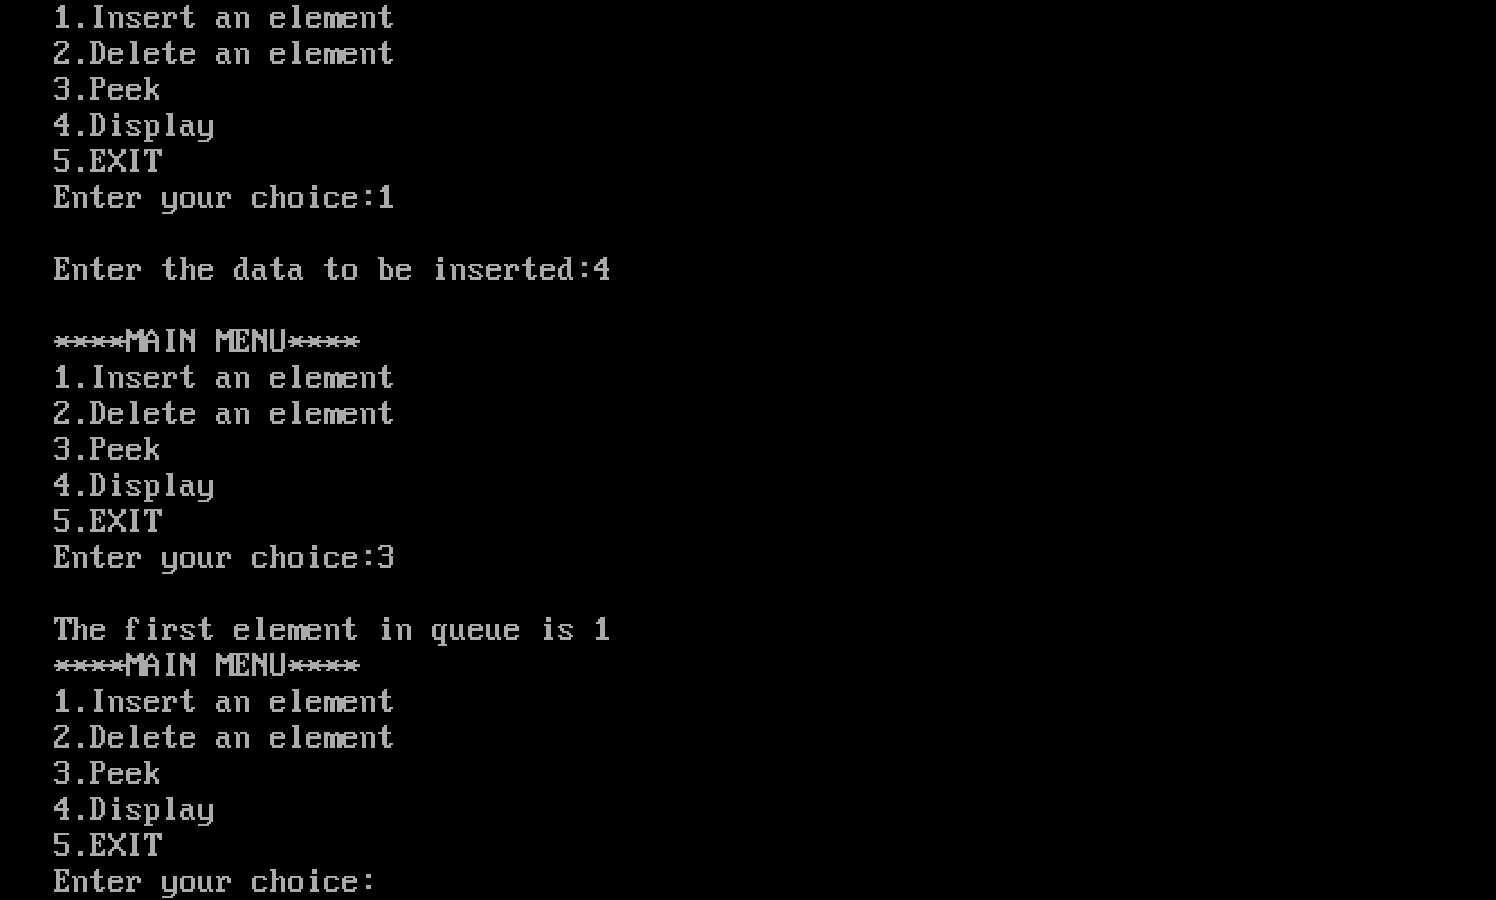 1.Insert an element
2.Delete an element
3.Peek
4.Display
5.EXIT
Enter your choice:1
Enter the data to be inserted:4
****MAIN MENU****
1.Insert an element
2.Delete an element
3.Peek
4.Display
5.EXIT
Enter your choice:3
The first element in queue is 1
****MAIN MENU****
1.Insert an element
2.Delete an element
3.Peek
4.Display
5.EXIT
Enter your choice: